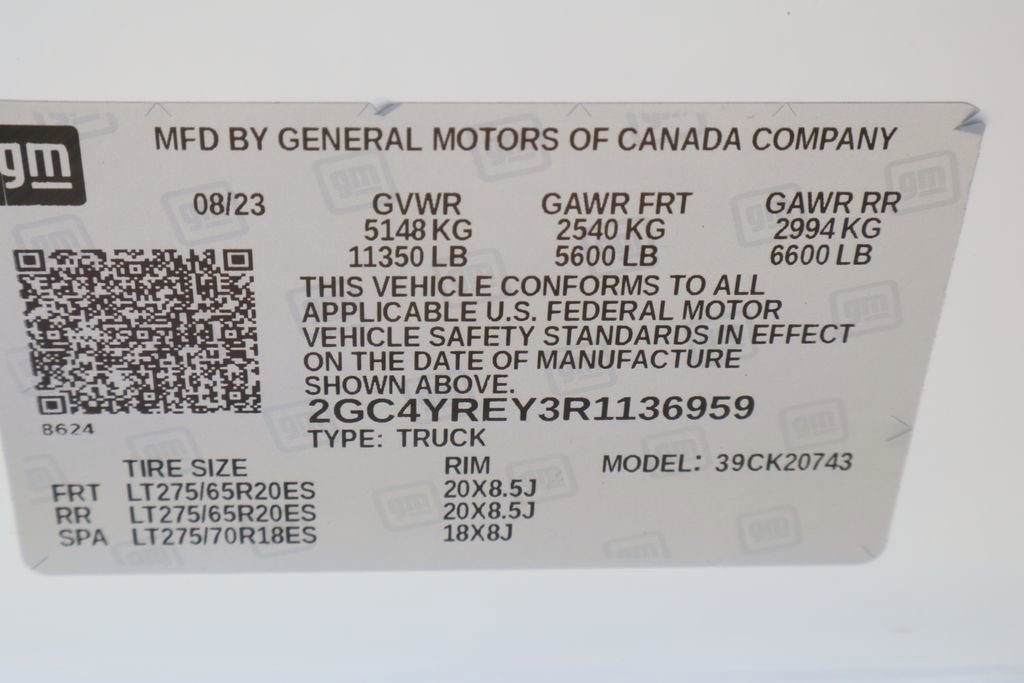 gm
MFD BY GENERAL MOTORS OF CANADA COMPANY
08/23 GVWR GAWR FRT GAWR RR
5148 KG 2540 KG 2994 KG
11350 LB 5600 LB 6600 LB
THIS VEHICLE CONFORMS TO ALL
APPLICABLE U.S. FEDERAL MOTOR
VEHICLE SAFETY STANDARDS IN EFFECT
ON THE DATE OF MANUFACTURE
SHOWN ABOVE.
2GC4YREY3R1136959
8624
TYPE: TRUCK
TIRE SIZE RIM MODEL: 39CK20743
FRT LT275/65R20ES 20X8.5J
RR LT275/65R20ES 20X8.5J
SPA LT275/70R18ES 18X8J